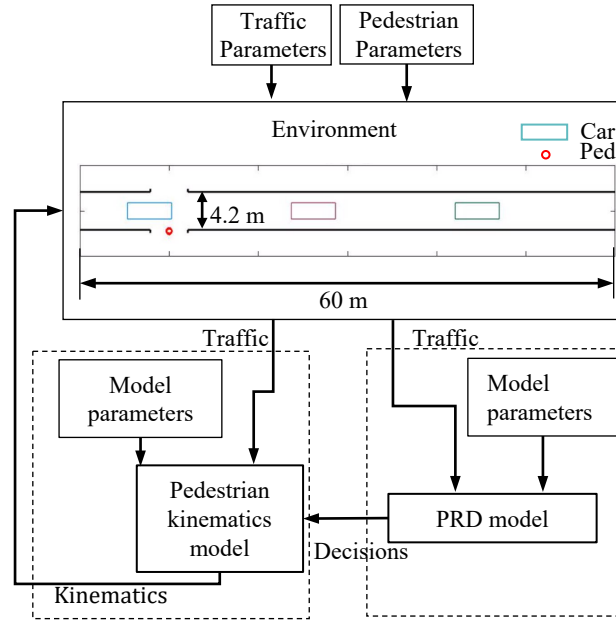 Traffic
Parameters
Pedestrian
Parameters
Environment
Car
Ped
4.2 m
60 m
Traffic
Traffic
Model
parameters
Model
parameters
Pedestrian
kinematics
model
PRD model
Decisions
Kinematics